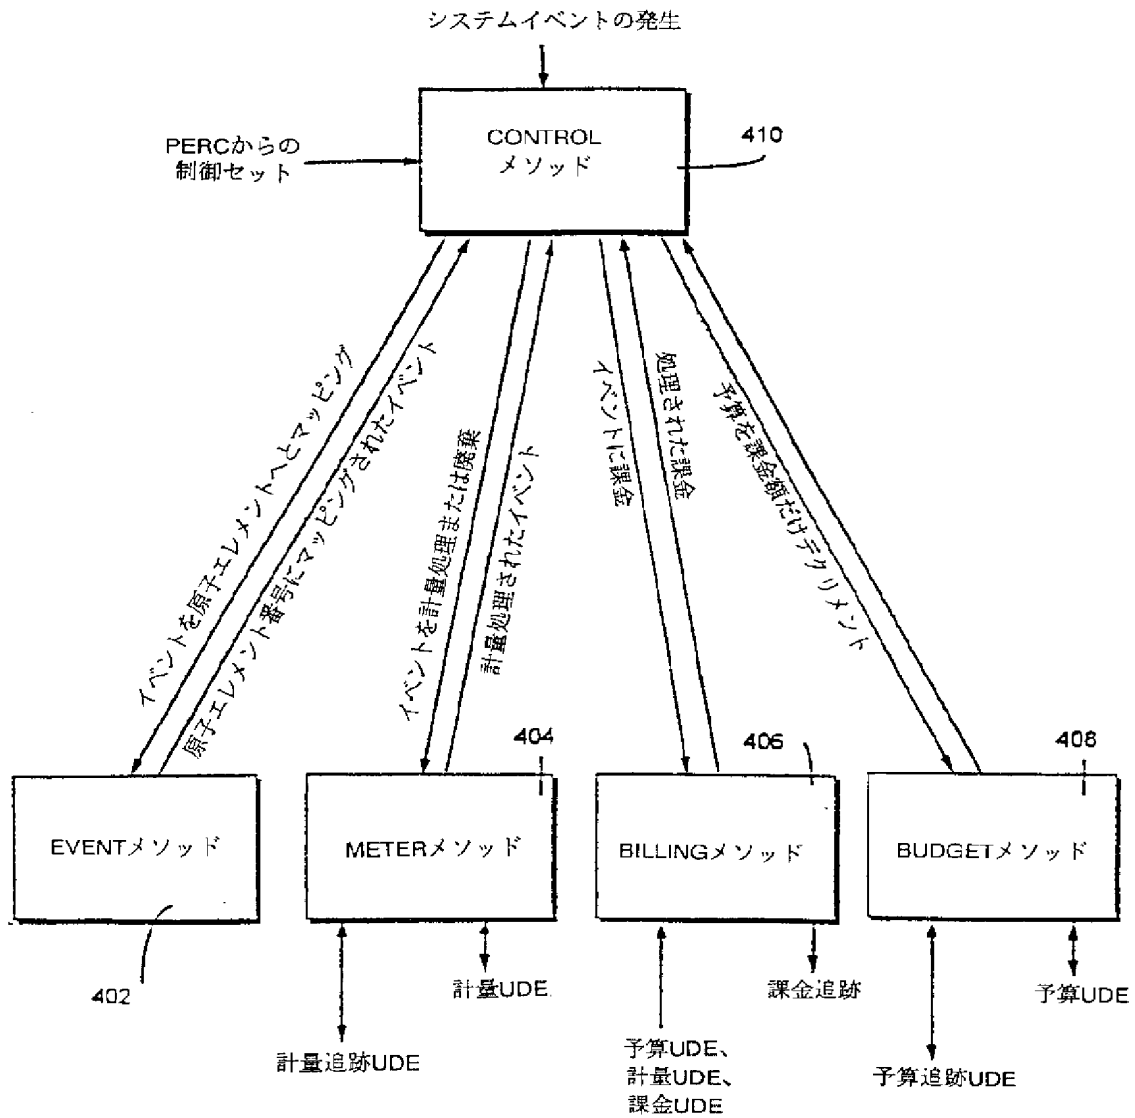 システムイベントの発生
CONTROL
メソッド
410
PERCからの
制御セット
イベントを原子エレメントへとマッピング
原子エレメント番号にマッピングされたイベント
イベントを計量処理または廃棄
計量処理されたイベント
イベントに課金
処理された課金
予算を課金額だけデクリメント
404
406
408
EVENTメソッド
METERメソッド
BILLINGメソッド
BUDGETメソッド
402
計量UDE
課金追跡
予算UDE
計量追跡UDE
予算UDE、
計量UDE、
課金UDE
予算追跡UDE